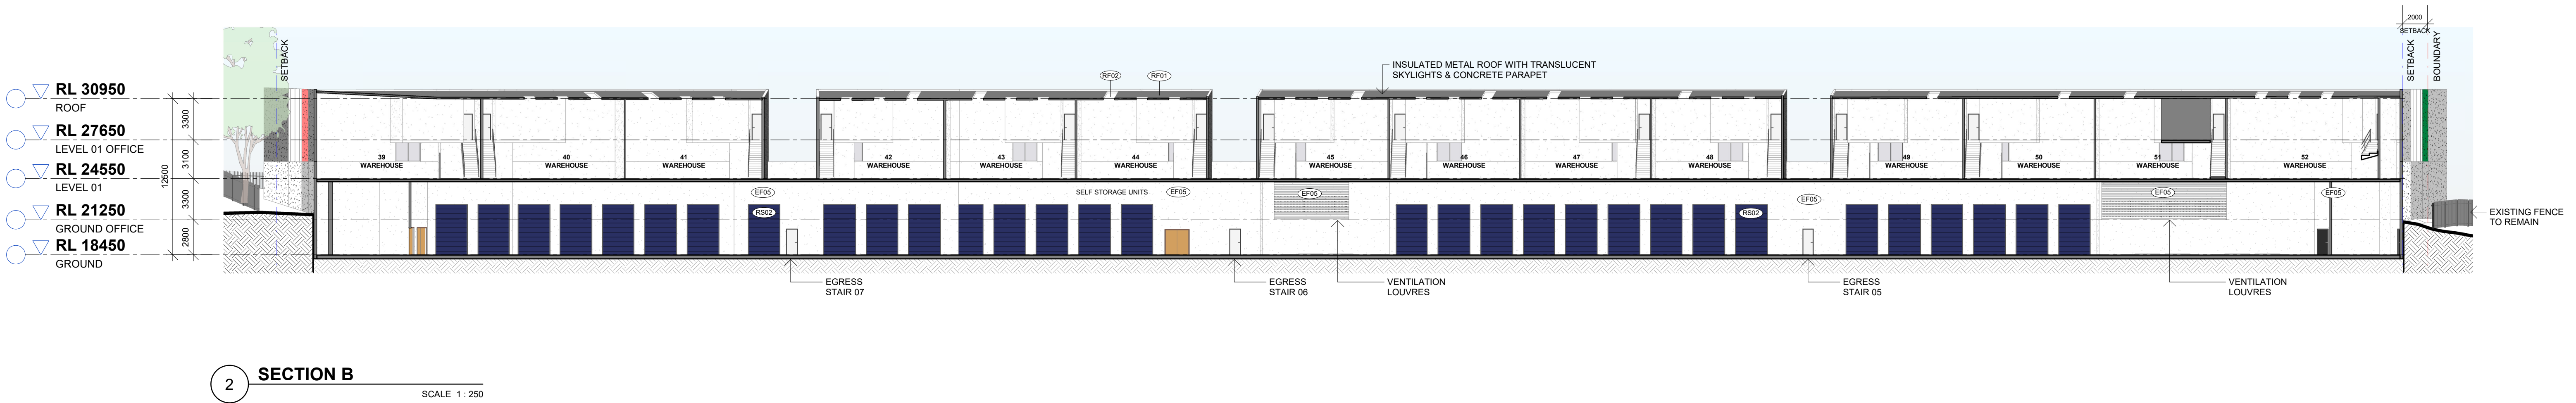 2000
SETBACK
SETBACK
SETBACK
BOUNDARY
INSULATED METAL ROOF WITH TRANSLUCENT
SKYLIGHTS & CONCRETE PARAPET
RF02
RF01
RL 30950
ROOF
RL 27650
LEVEL 01 OFFICE
RL 24550
LEVEL 01
RL 21250
GROUND OFFICE
RL 18450
GROUND
12500
3300
3100
3300
2800
39
WAREHOUSE
40
WAREHOUSE
41
WAREHOUSE
42
WAREHOUSE
43
WAREHOUSE
44
WAREHOUSE
45
WAREHOUSE
46
WAREHOUSE
47
WAREHOUSE
48
WAREHOUSE
49
WAREHOUSE
50
WAREHOUSE
51
WAREHOUSE
52
WAREHOUSE
EF05
SELF STORAGE UNITS
EF05
EF05
EF05
EF05
EF05
RS02
RS02
EXISTING FENCE
TO REMAIN
EGRESS
STAIR 07
EGRESS
STAIR 06
VENTILATION
LOUVRES
EGRESS
STAIR 05
VENTILATION
LOUVRES
2
SECTION B
SCALE 1 : 250